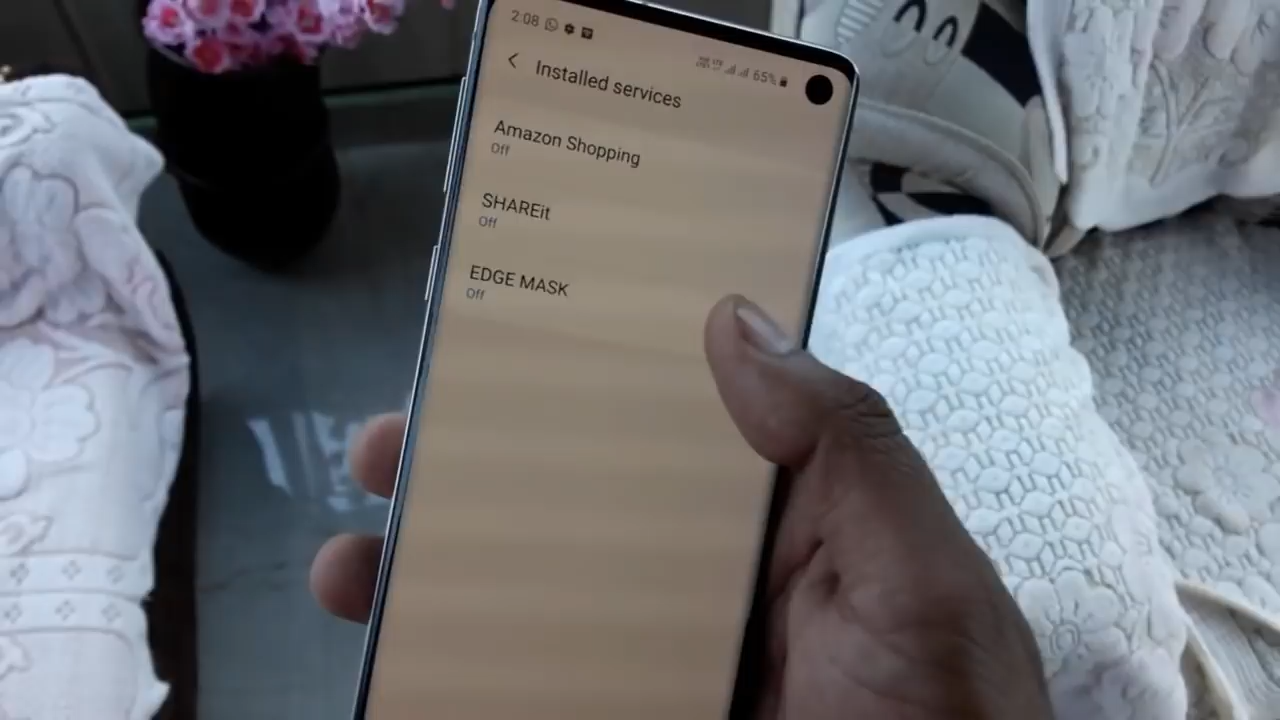 2:08
65%
Installed services
Amazon Shopping
Off
SHAREit
Off
EDGE MASK
Off